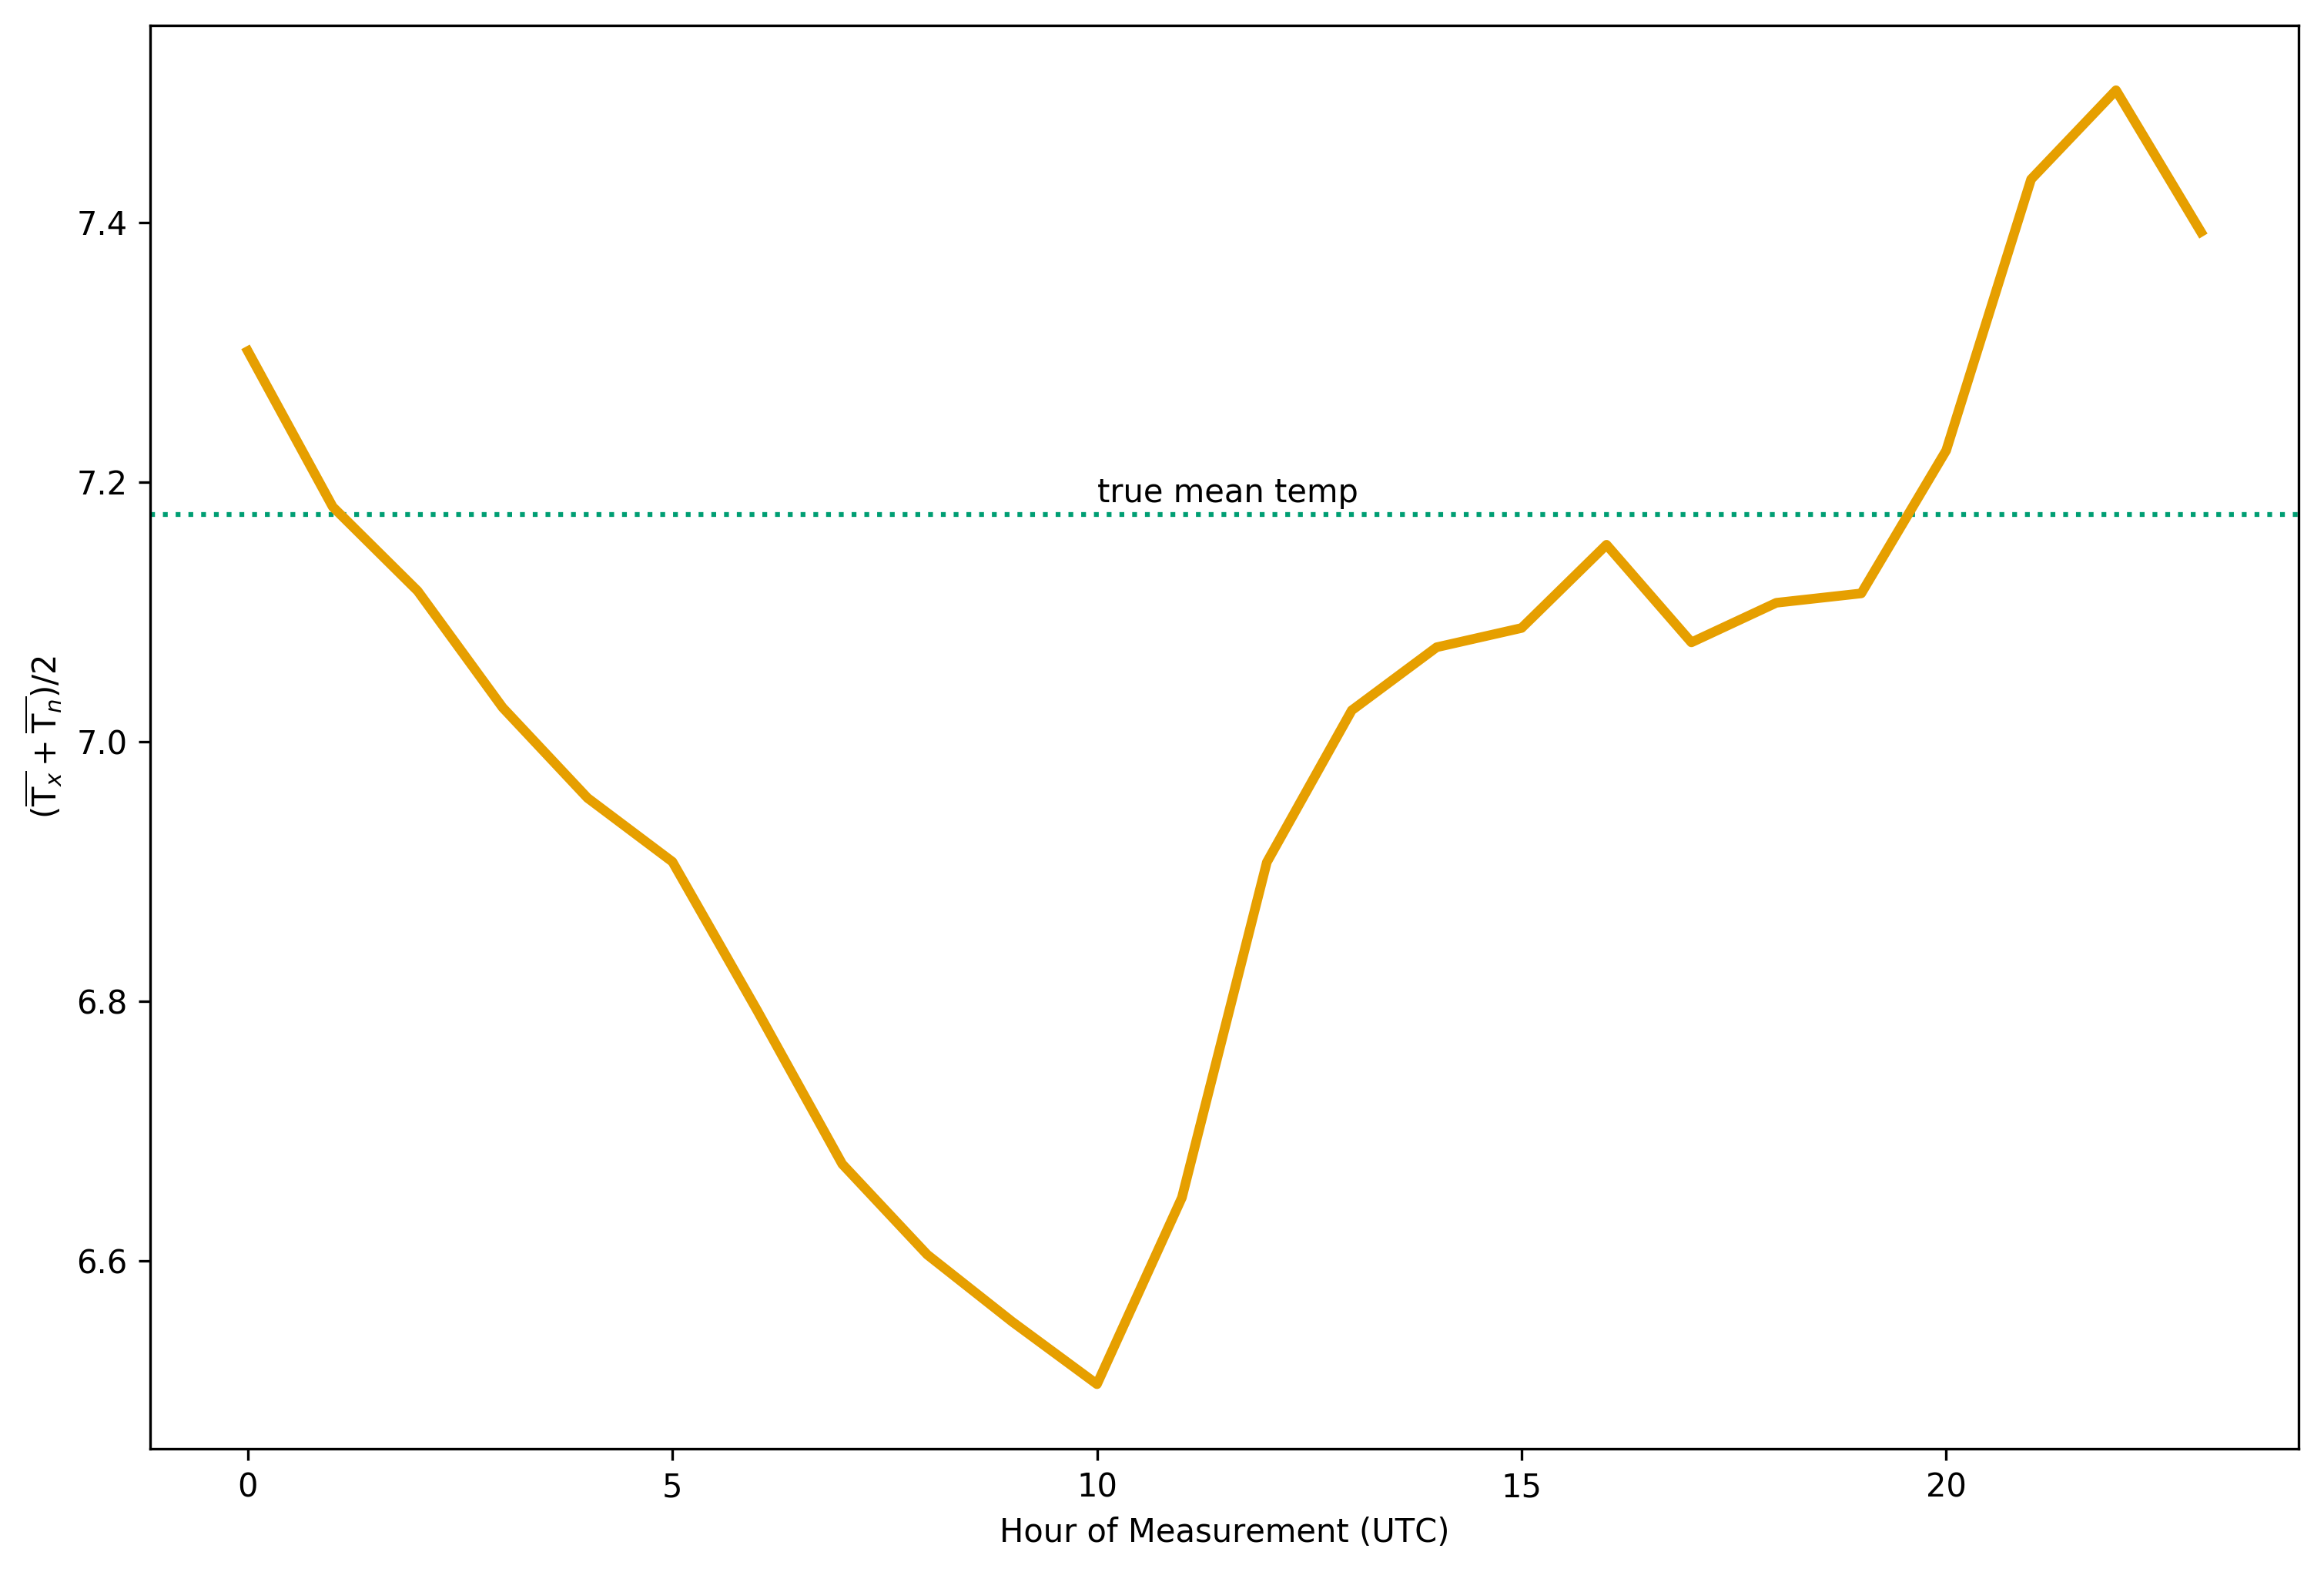 7.4
7.2
7.0
6.8
6.6
(T̅ₓ + T̅ₙ)/2
true mean temp
0 5 10 15 20
Hour of Measurement (UTC)